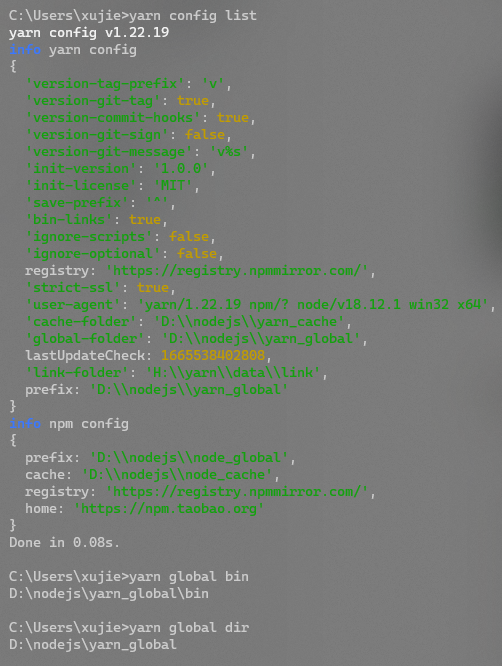 C:\Users\xujie>yarn config list
yarn config v1.22.19
info yarn config
{
  'version-tag-prefix': 'v',
  'version-git-tag': true,
  'version-commit-hooks': true,
  'version-git-sign': false,
  'version-git-message': 'v%s',
  'init-version': '1.0.0',
  'init-license': 'MIT',
  'save-prefix': '^',
  'bin-links': true,
  'ignore-scripts': false,
  'ignore-optional': false,
  registry: 'https://registry.npmmirror.com/',
  'strict-ssl': true,
  'user-agent': 'yarn/1.22.19 npm/? node/v18.12.1 win32 x64',
  'cache-folder': 'D:\\nodejs\\yarn_cache',
  'global-folder': 'D:\\nodejs\\yarn_global',
  lastUpdateCheck: 1665538402808,
  'link-folder': 'H:\\yarn\\data\\link',
  prefix: 'D:\\nodejs\\yarn_global'
}
info npm config
{
  prefix: 'D:\\nodejs\\node_global',
  cache: 'D:\\nodejs\\node_cache',
  registry: 'https://registry.npmmirror.com/',
  home: 'https://npm.taobao.org'
}
Done in 0.08s.
C:\Users\xujie>yarn global bin
D:\nodejs\yarn_global\bin
C:\Users\xujie>yarn global dir
D:\nodejs\yarn_global